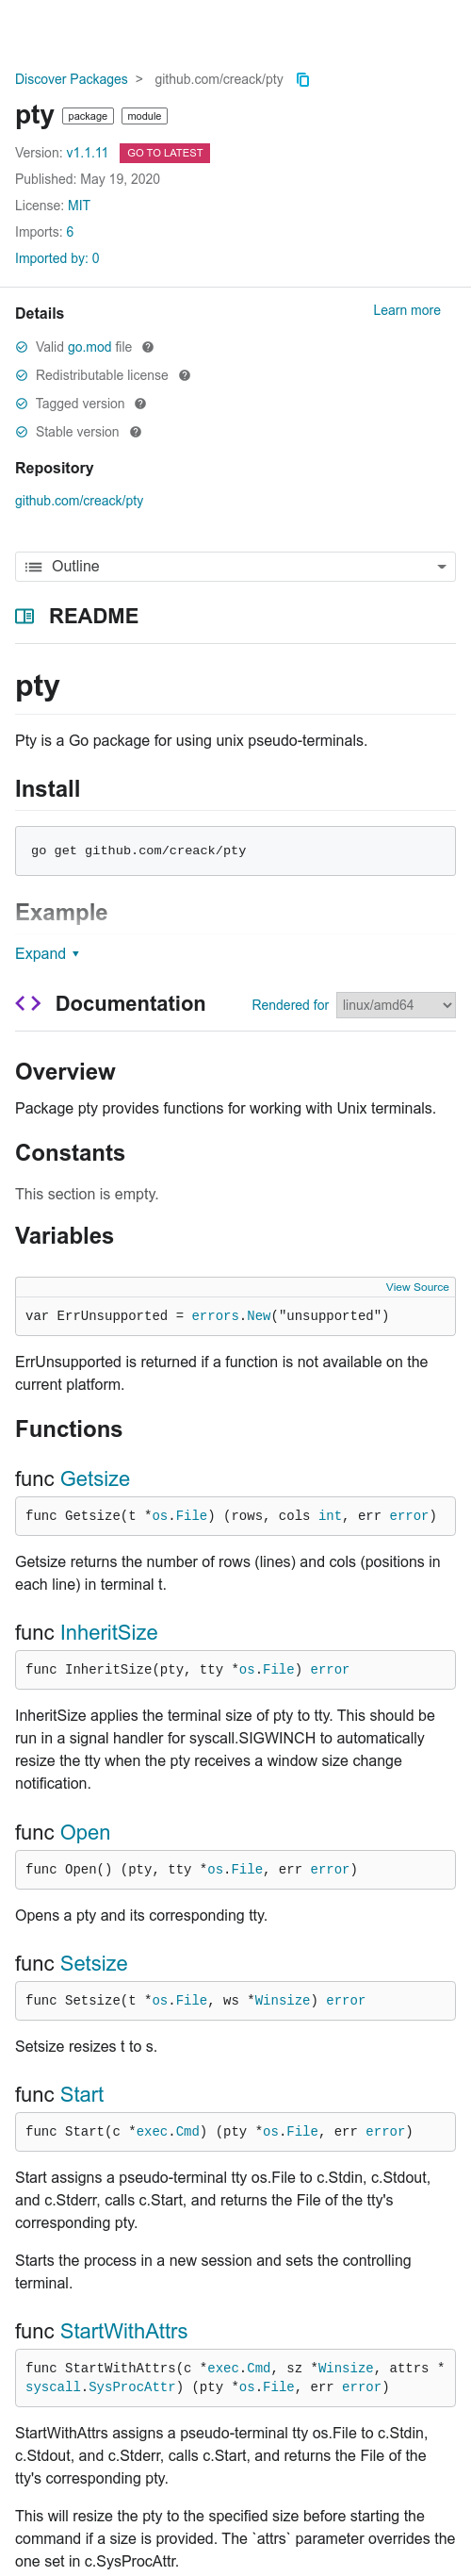 Discover Packages > github.com/creack/pty
pty package module
Version: v1.1.11 GO TO LATEST
Published: May 19, 2020
License: MIT
Imports: 6
Imported by: 0
Details Learn more
Valid go.mod file
Redistributable license
Tagged version
Stable version
Repository
github.com/creack/pty
Outline
README
pty
Pty is a Go package for using unix pseudo-terminals.
Install
go get github.com/creack/pty
Example
Expand ▾
Documentation Rendered for linux/amd64
Overview
Package pty provides functions for working with Unix terminals.
Constants
This section is empty.
Variables
View Source
var ErrUnsupported = errors.New("unsupported")
ErrUnsupported is returned if a function is not available on the
current platform.
Functions
func Getsize
func Getsize(t *os.File) (rows, cols int, err error)
Getsize returns the number of rows (lines) and cols (positions in
each line) in terminal t.
func InheritSize
func InheritSize(pty, tty *os.File) error
InheritSize applies the terminal size of pty to tty. This should be
run in a signal handler for syscall.SIGWINCH to automatically
resize the tty when the pty receives a window size change
notification.
func Open
func Open() (pty, tty *os.File, err error)
Opens a pty and its corresponding tty.
func Setsize
func Setsize(t *os.File, ws *Winsize) error
Setsize resizes t to s.
func Start
func Start(c *exec.Cmd) (pty *os.File, err error)
Start assigns a pseudo-terminal tty os.File to c.Stdin, c.Stdout,
and c.Stderr, calls c.Start, and returns the File of the tty's
corresponding pty.
Starts the process in a new session and sets the controlling
terminal.
func StartWithAttrs
func StartWithAttrs(c *exec.Cmd, sz *Winsize, attrs *
syscall.SysProcAttr) (pty *os.File, err error)
StartWithAttrs assigns a pseudo-terminal tty os.File to c.Stdin,
c.Stdout, and c.Stderr, calls c.Start, and returns the File of the
tty's corresponding pty.
This will resize the pty to the specified size before starting the
command if a size is provided. The `attrs` parameter overrides the
one set in c.SysProcAttr.